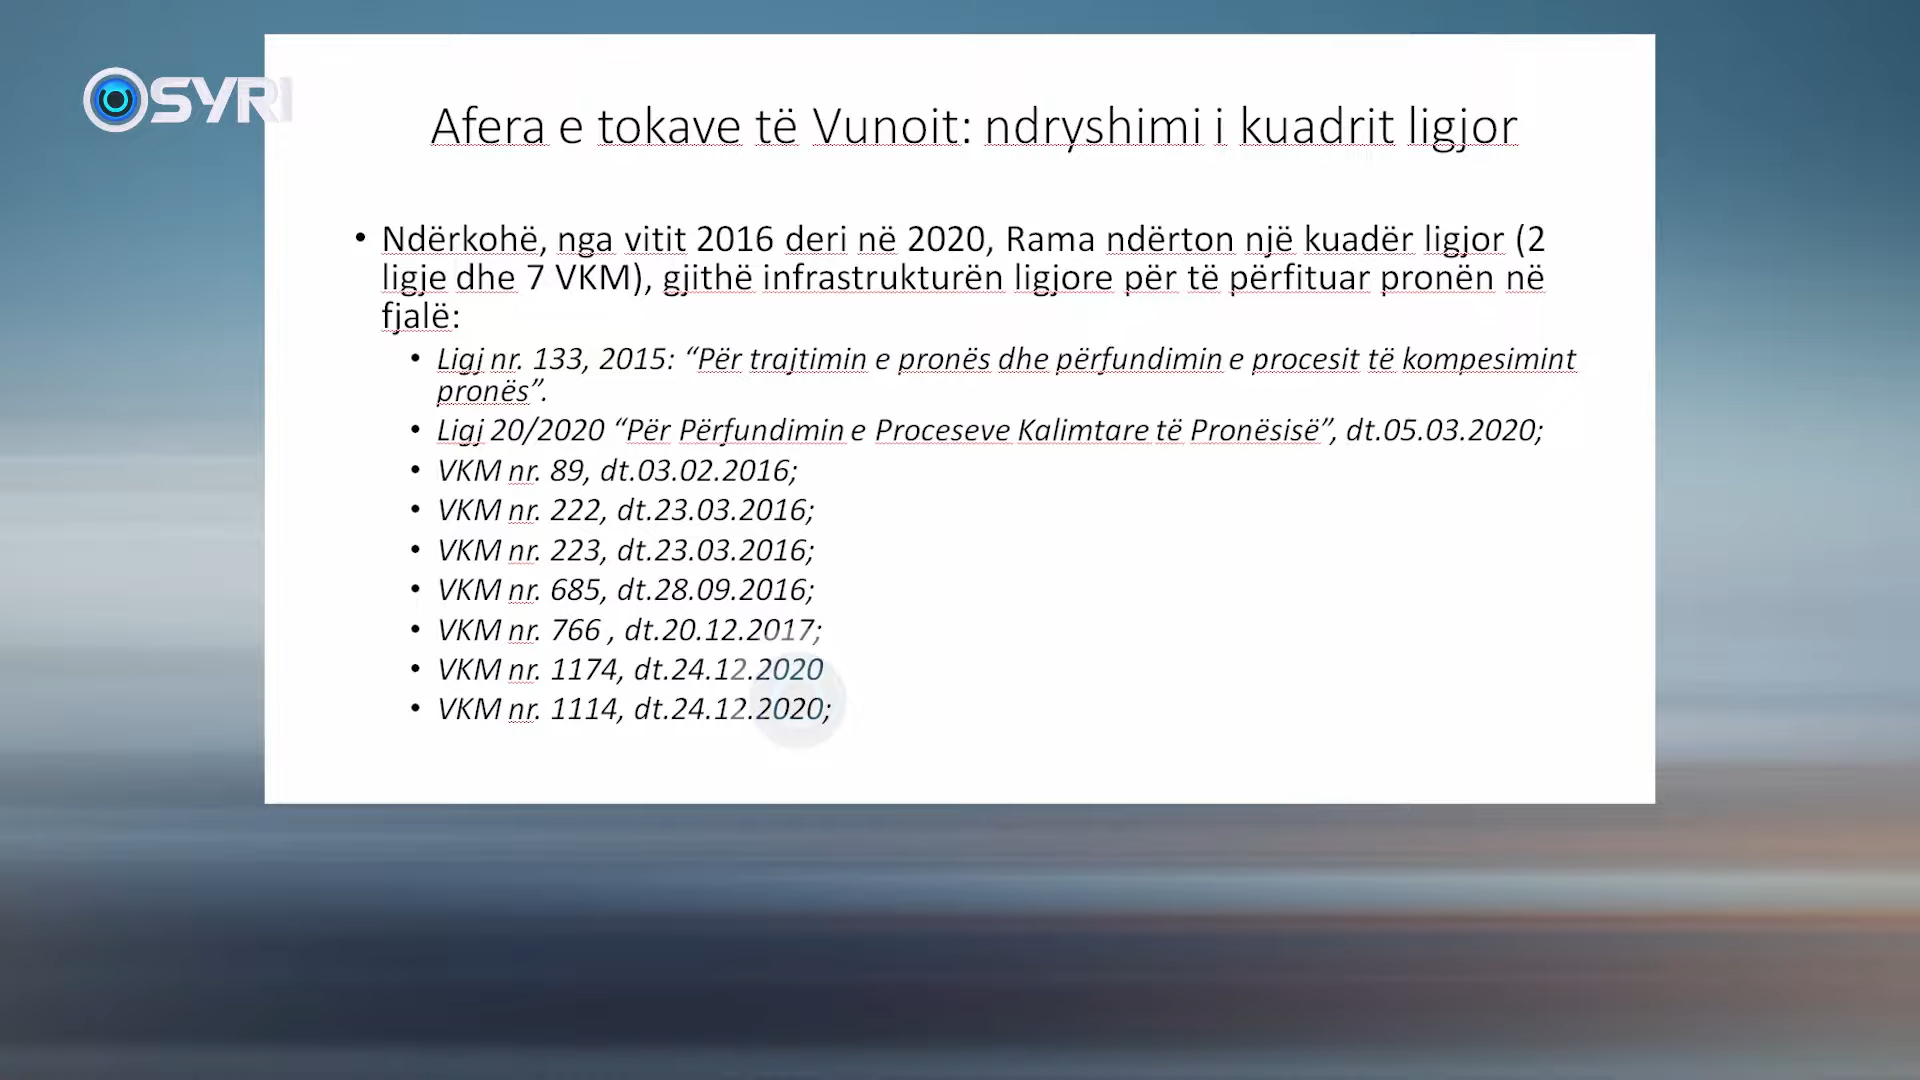 SYRI
Afera e tokave të Vunoit: ndryshimi i kuadrit ligjor
• Ndërkohë, nga vitit 2016 deri në 2020, Rama ndërton një kuadër ligjor (2
ligje dhe 7 VKM), gjithë infrastrukturën ligjore për të përfituar pronën në
fjalë:
• Ligj nr. 133, 2015: “Për trajtimin e pronës dhe përfundimin e procesit të kompesimint
pronës”.
• Ligj 20/2020 “Për Përfundimin e Proceseve Kalimtare të Pronësisë”, dt.05.03.2020;
• VKM nr. 89, dt.03.02.2016;
• VKM nr. 222, dt.23.03.2016;
• VKM nr. 223, dt.23.03.2016;
• VKM nr. 685, dt.28.09.2016;
• VKM nr. 766 , dt.20.12.2017;
• VKM nr. 1174, dt.24.12.2020
• VKM nr. 1114, dt.24.12.2020;